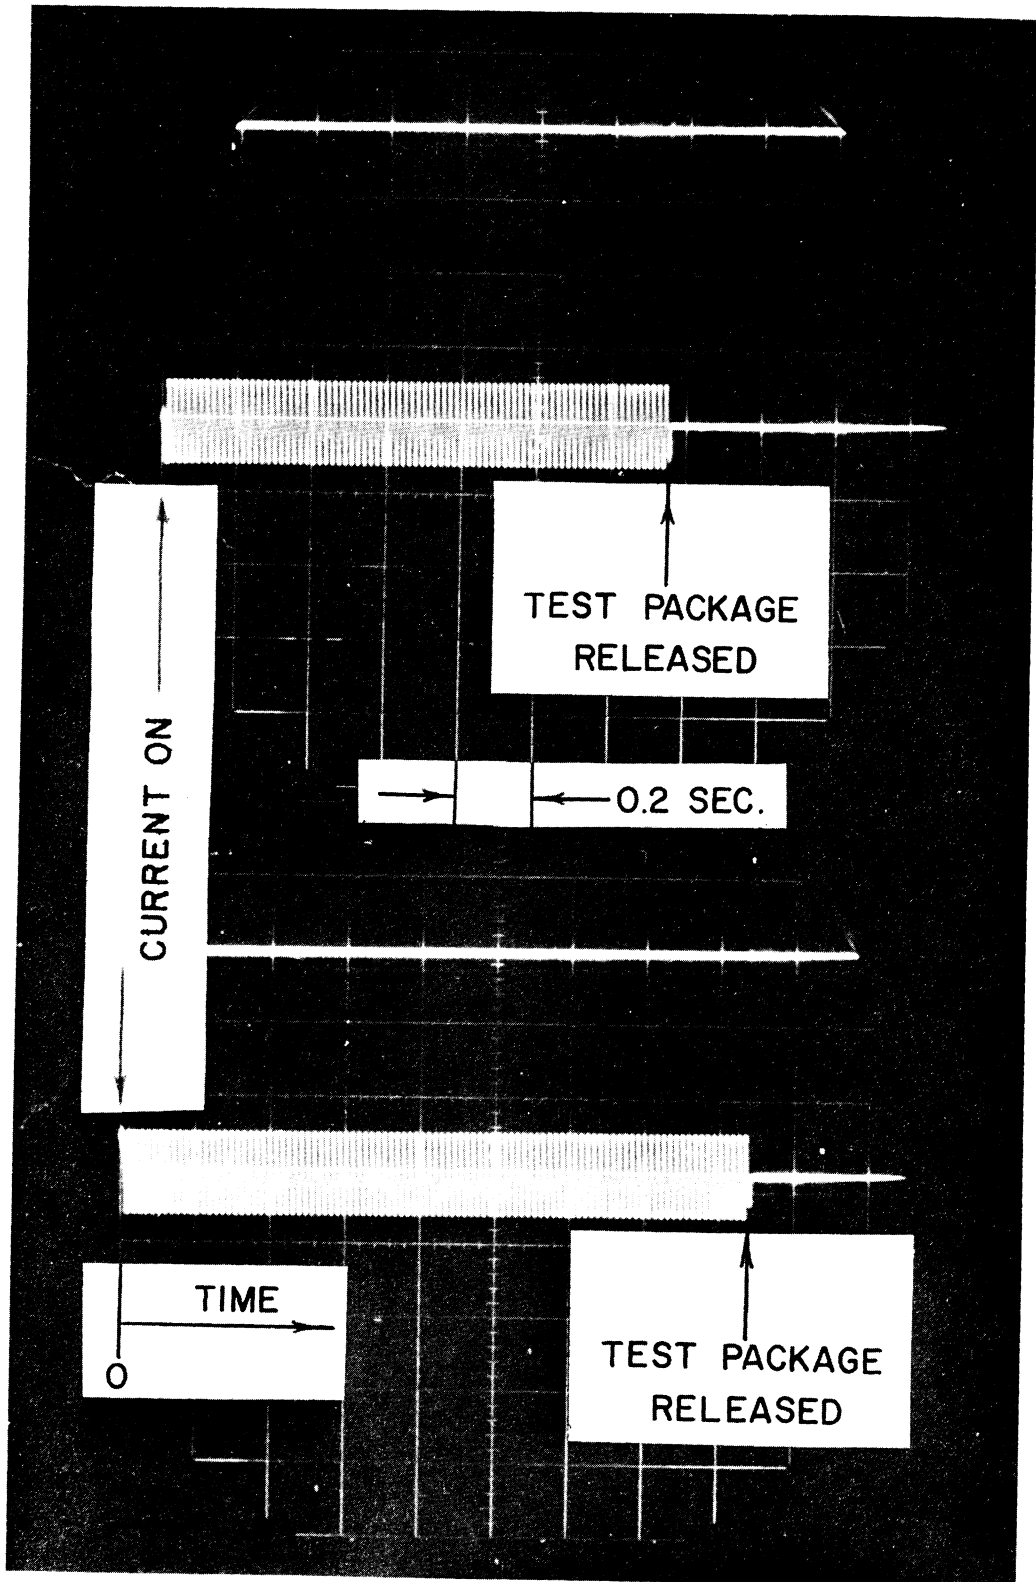 TEST PACKAGE
RELEASED
CURRENT ON
0.2 SEC.
TIME
0
TEST PACKAGE
RELEASED